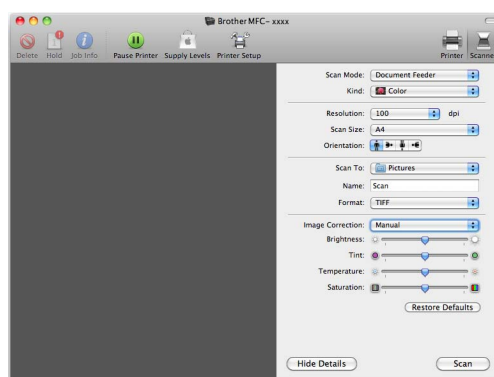 Brother MFC- xxxx
Delete Hold Job Info Pause Printer Supply Levels Printer Setup Printer Scanne
Scan Mode: Document Feeder
Kind: Color
Resolution: 100 dpi
Scan Size: A4
Orientation:
Scan To: Pictures
Name: Scan
Format: TIFF
Image Correction: Manual
Brightness:
Tint:
Temperature:
Saturation:
Restore Defaults
Hide Details Scan